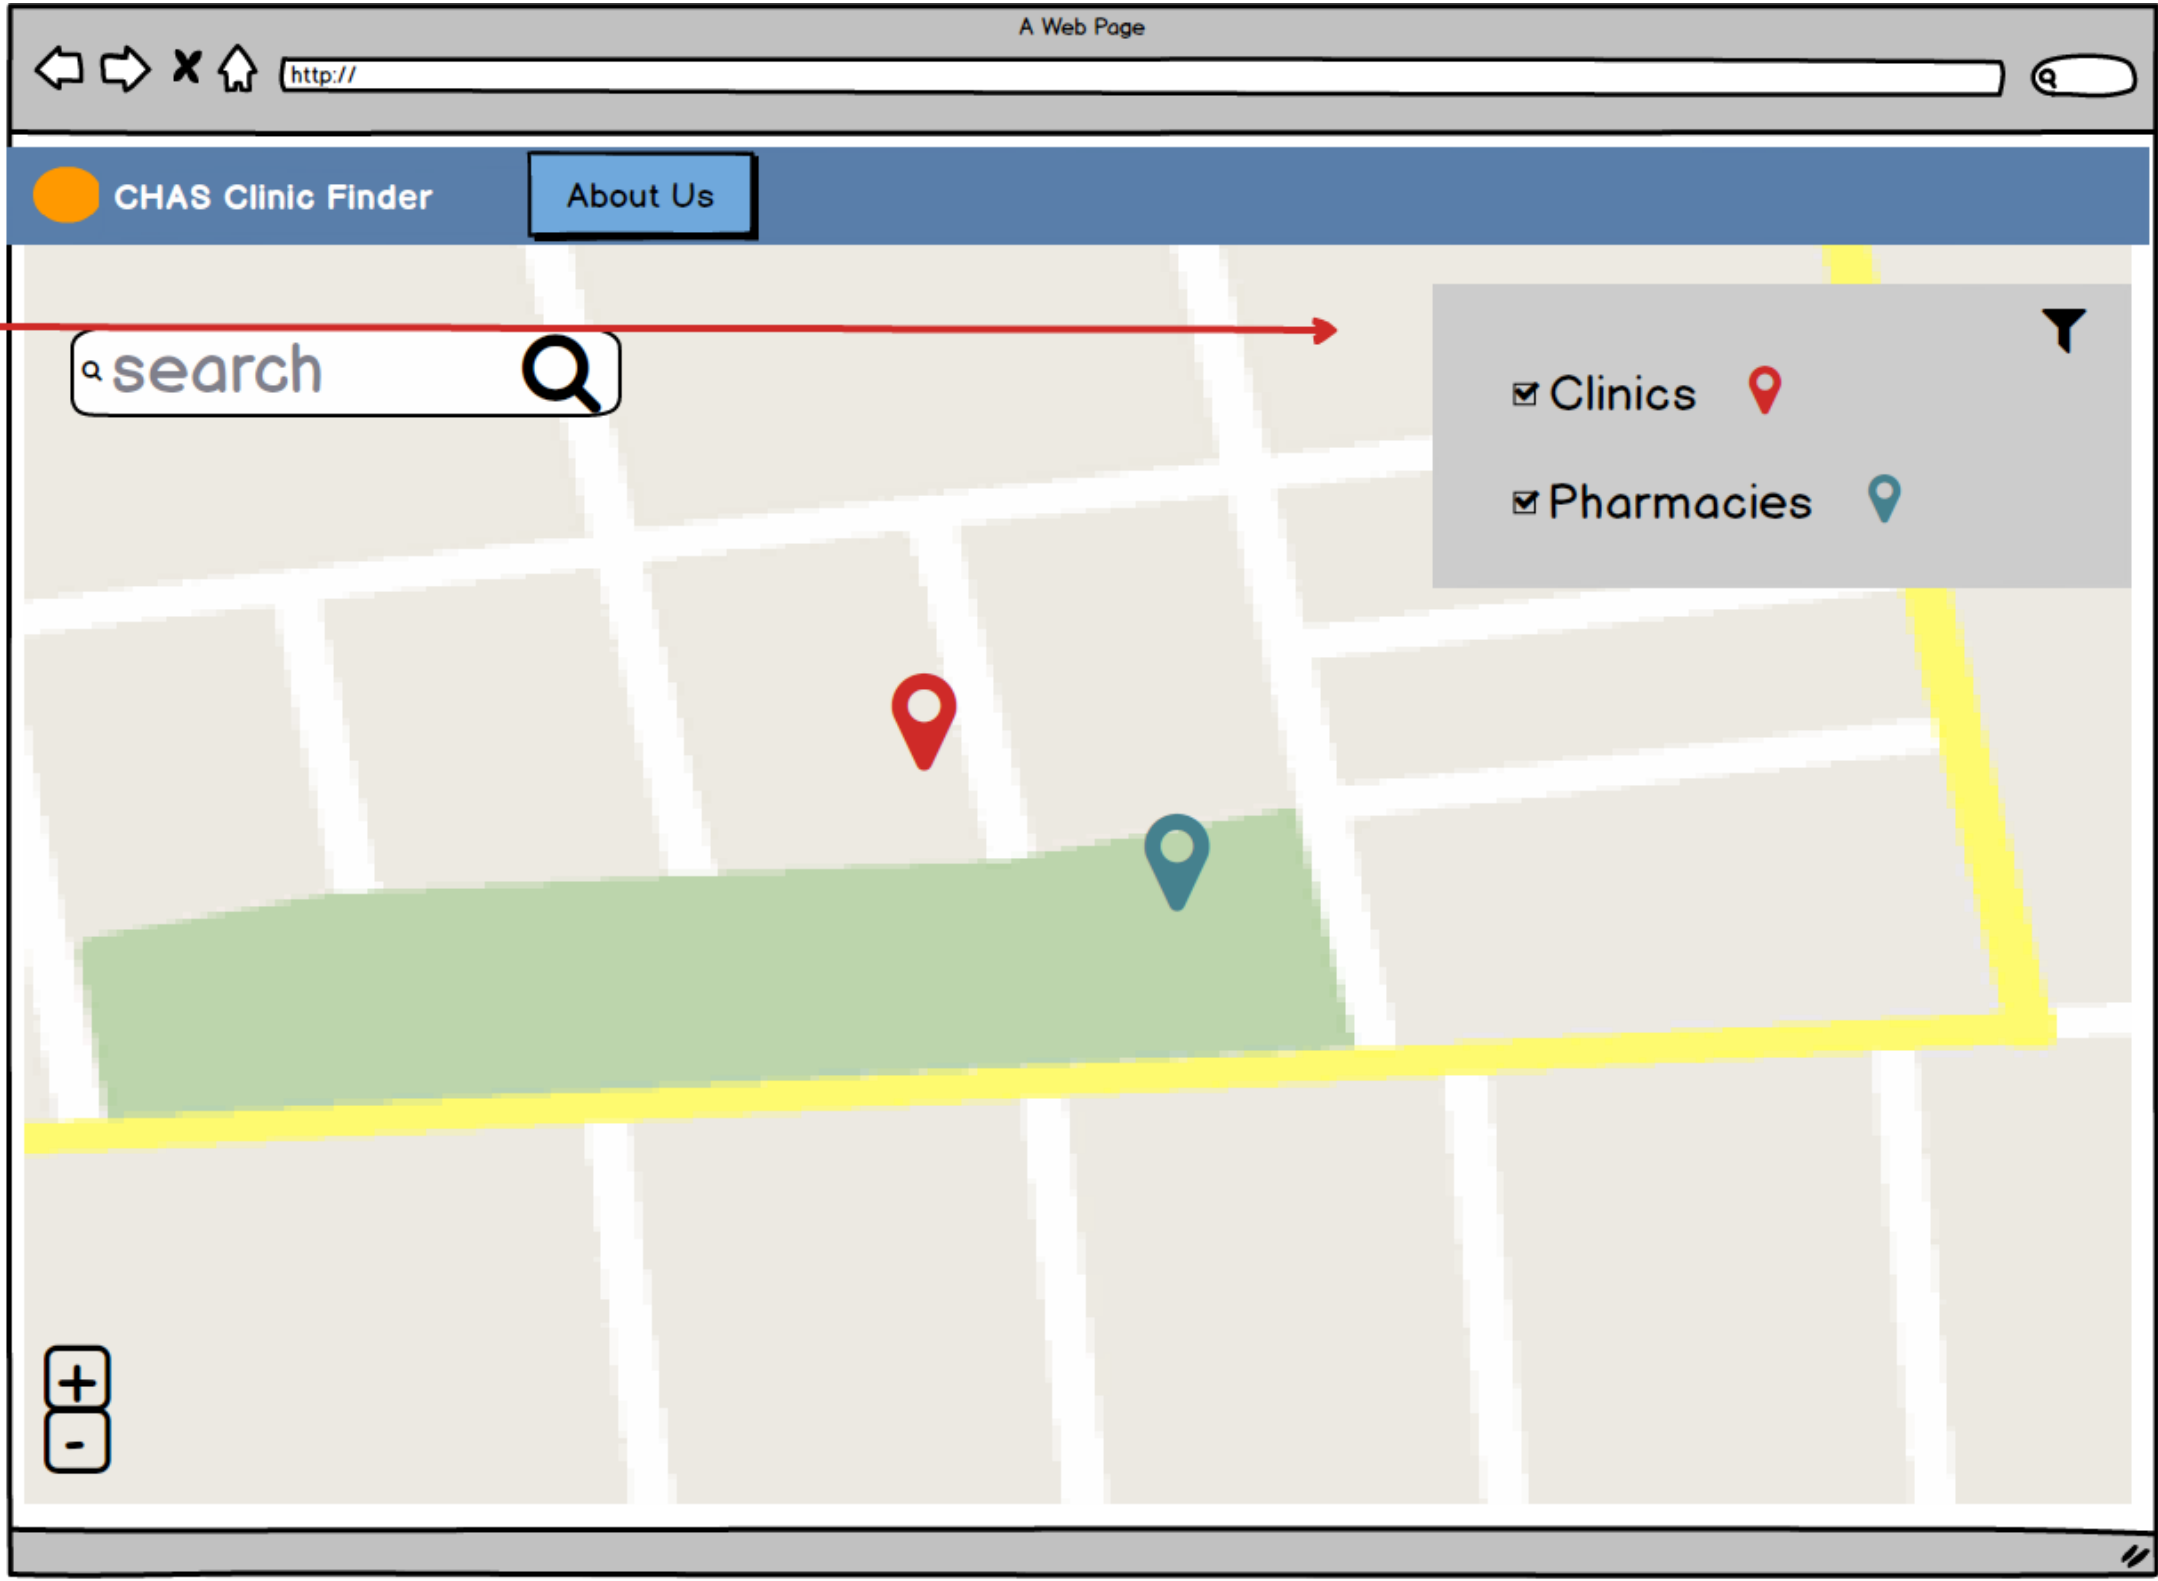 A Web Page
http://
CHAS Clinic Finder
About Us
search
Clinics
Pharmacies
+
-